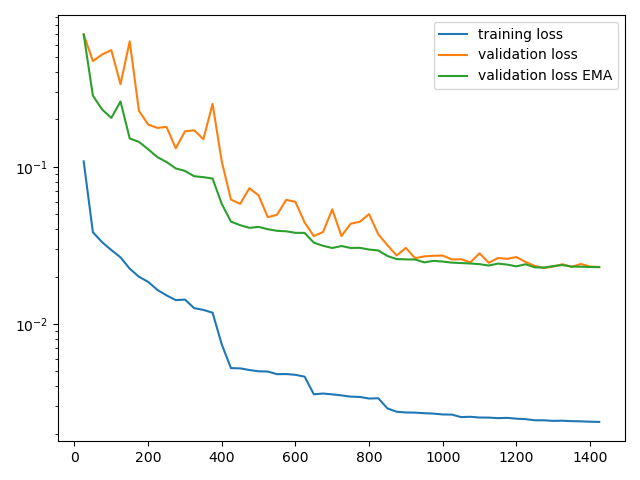 training loss
validation loss
validation loss EMA
10⁻¹
10⁻²
0 200 400 600 800 1000 1200 1400